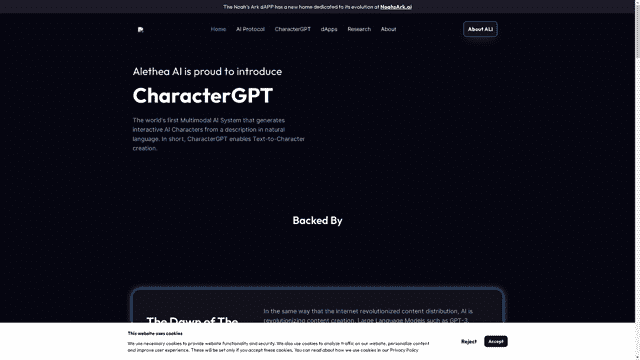 The Noah's Ark dAPP has a new home dedicated to its evolution at NoahsArk.ai
Home AI Protocol CharacterGPT dApps Research About
About ALI
Alethea AI is proud to introduce
CharacterGPT
The world's first Multimodal AI System that generates
interactive AI Characters from a description in natural
language. In short, CharacterGPT enables Text-to-Character
creation.
Backed By
The Dawn of The
In the same way that the internet revolutionized content distribution, AI is
revolutionizing content creation. Large Language Models such as GPT-3,
This website uses cookies
We use necessary cookies to provide website functionality and security. We also use cookies to analyze traffic on our website, personalize content
and improve user experience. These will be set only if you accept these cookies. You can read about how we use cookies in our Privacy Policy
Reject
Accept